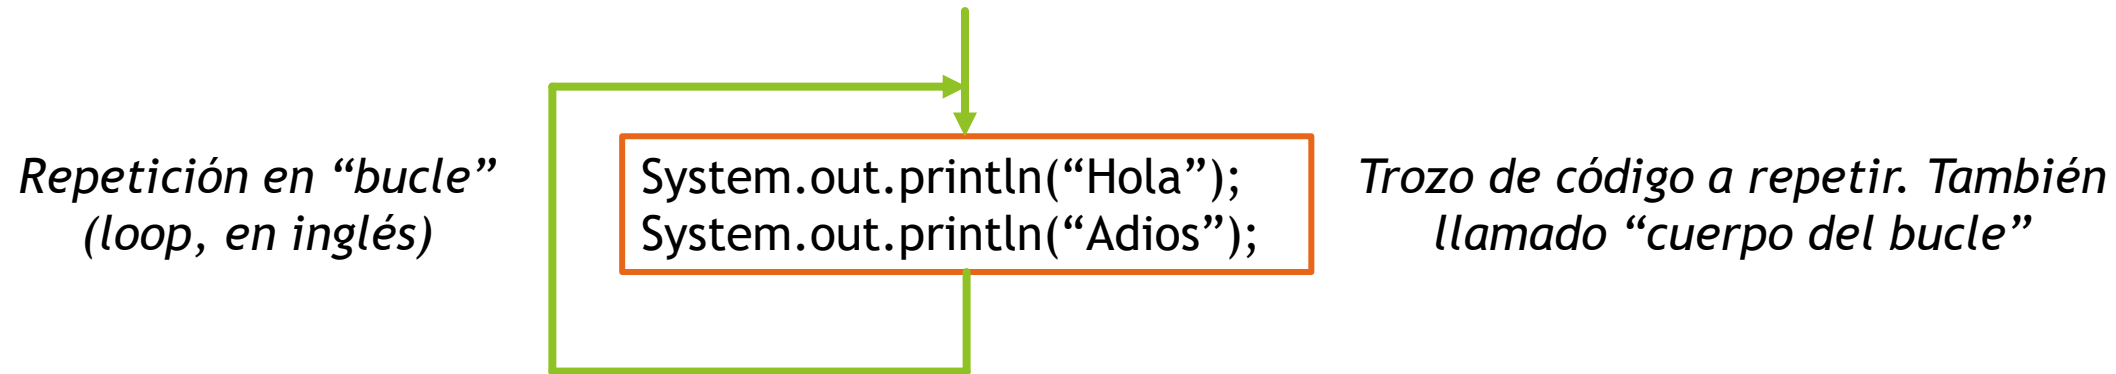 Repetición en “bucle”
(loop, en inglés)
System.out.println(“Hola”);
System.out.println(“Adios”);
Trozo de código a repetir. También
llamado “cuerpo del bucle”